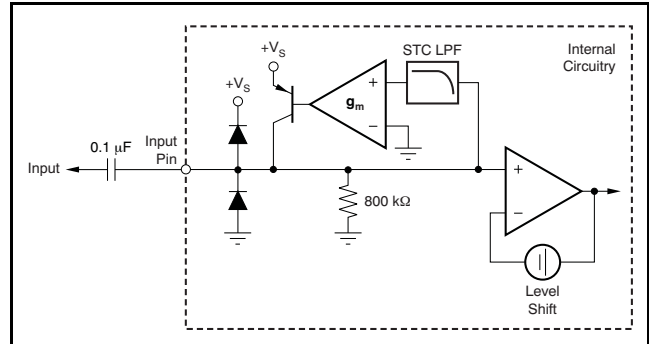 STC LPF
Internal
Circuitry
+V_S
+V_S
+
g_m
−
0.1 μF
Input
Pin
Input
+
800 kΩ
−
Level
Shift